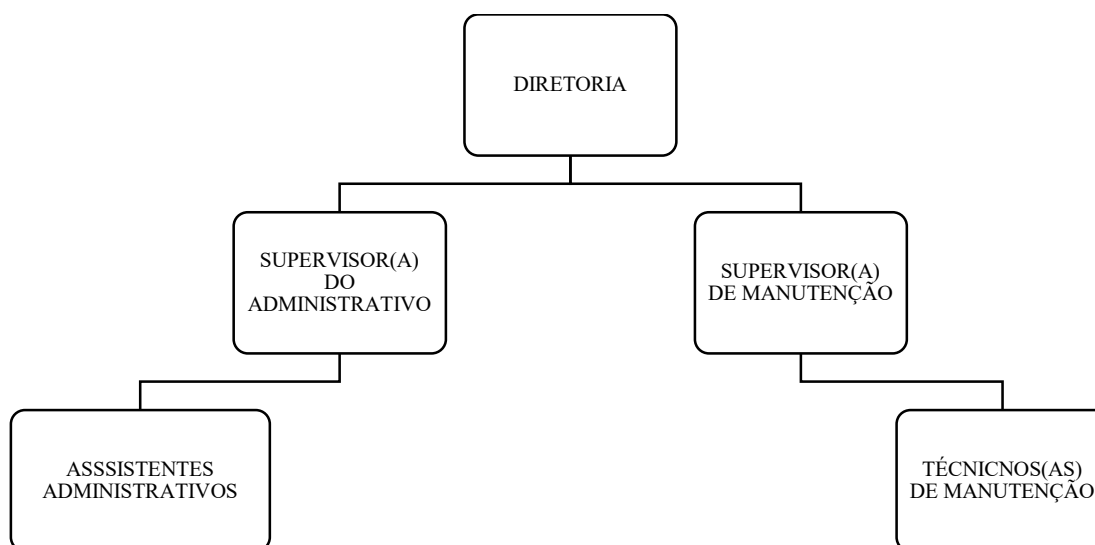 DIRETORIA
SUPERVISOR(A)
DO
ADMINISTRATIVO
SUPERVISOR(A)
DE MANUTENÇÃO
ASSSISTENTES
ADMINISTRATIVOS
TÉCNICNOS(AS)
DE MANUTENÇÃO